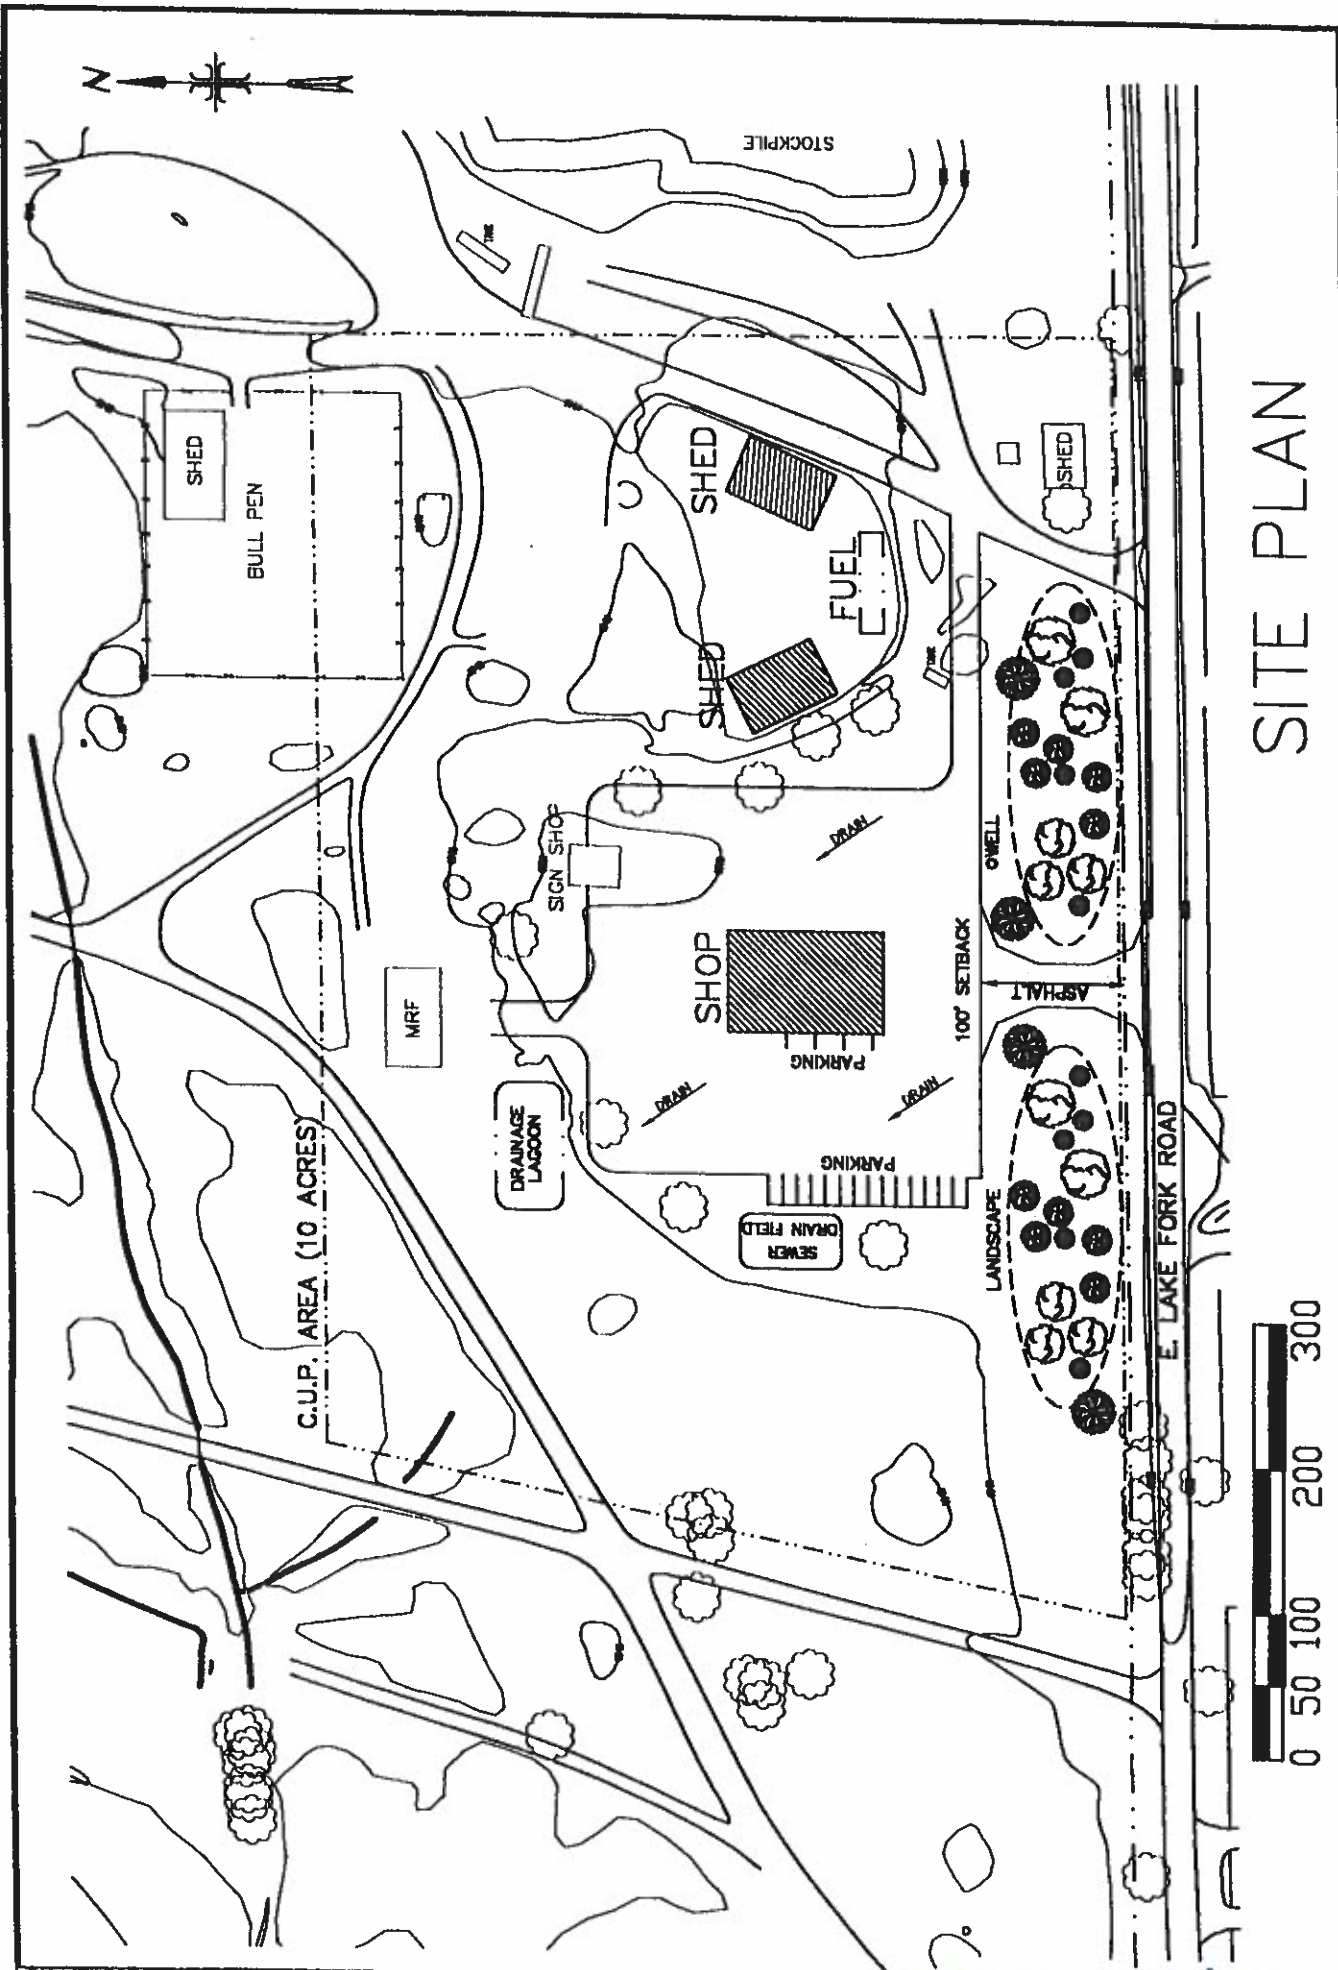 N
STOCKPILE
SHED
BULL PEN
SHED
SHED
FUEL
SHED
SIGN SHOP
DRAIN
OWELL
MRF
SHOP
PARKING
100' SETBACK
ASPHALT
DRAINAGE
LAGOON
DRAIN
DRAIN
PARKING
SEWER
DRAIN FIELD
LANDSCAPE
C.U.P. AREA (10 ACRES)
E. LAKE FORK ROAD
SITE PLAN
0 50 100 200 300